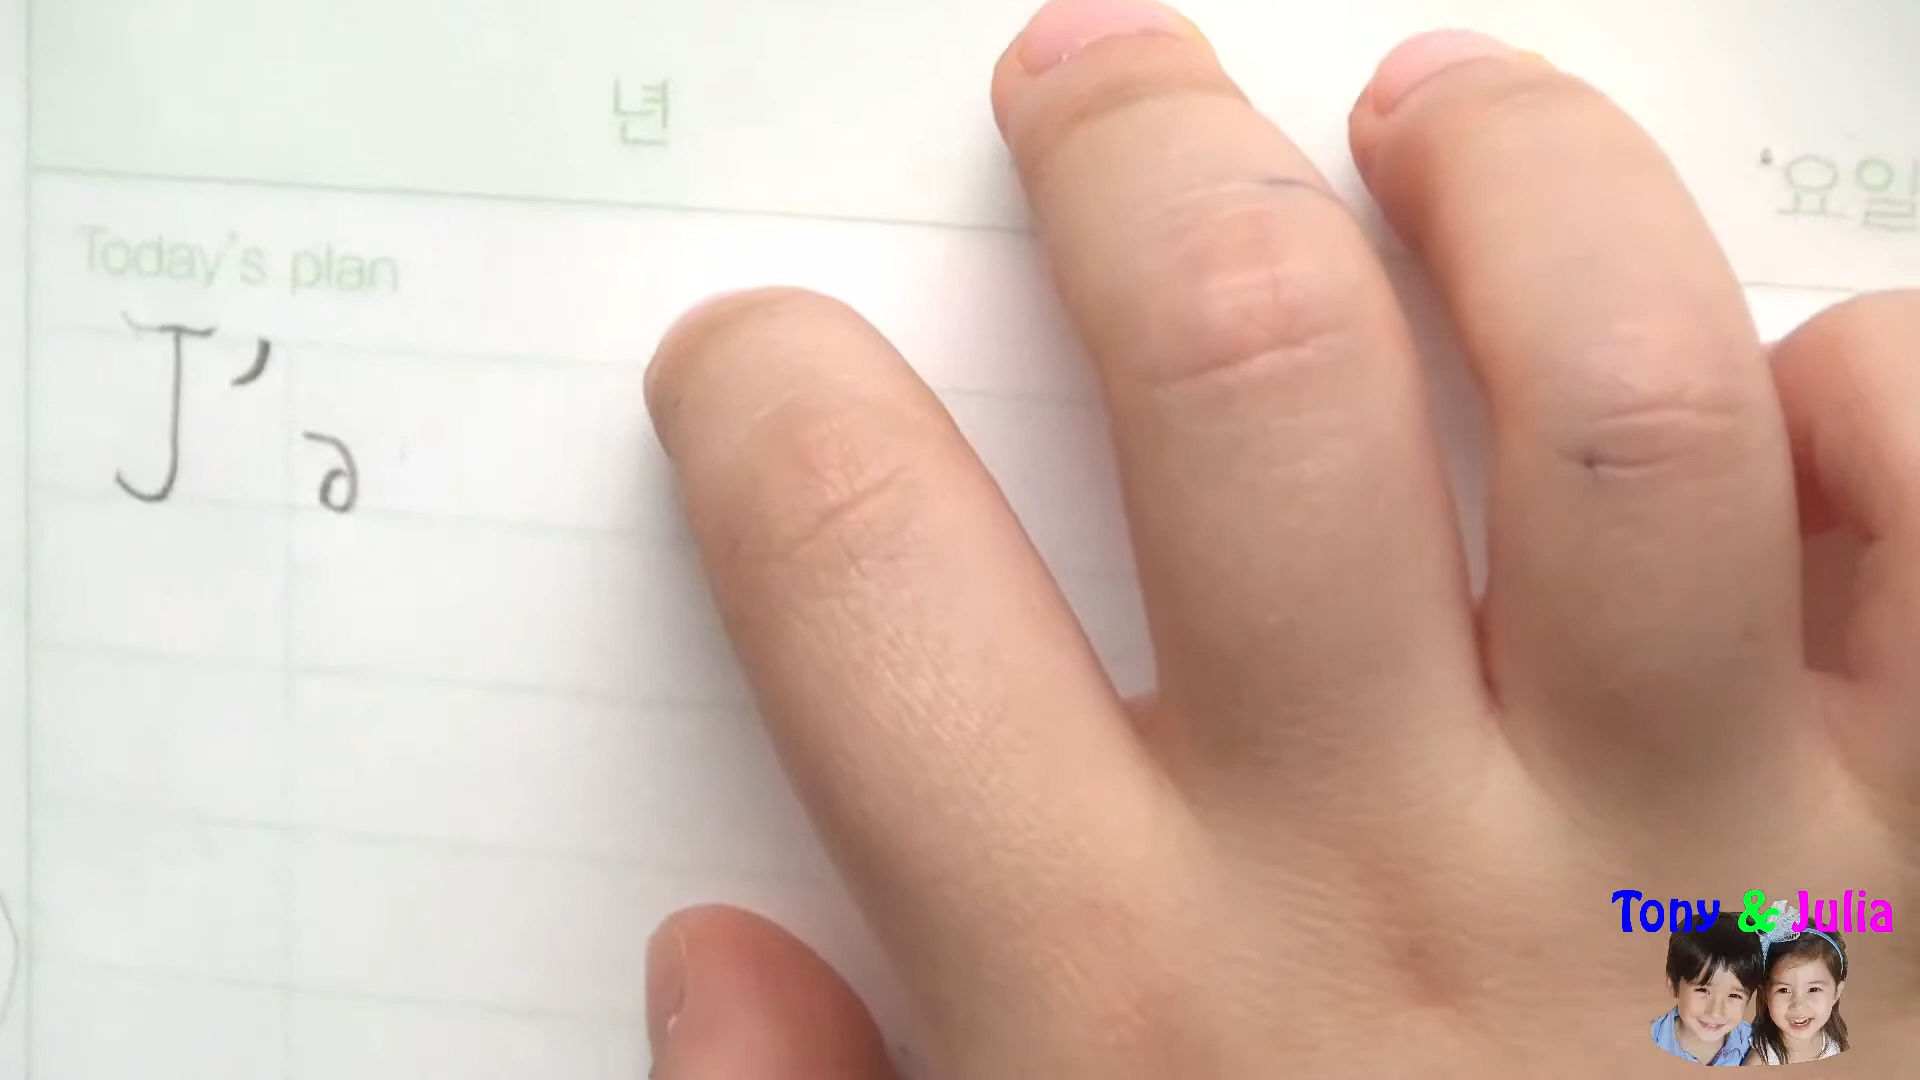 년
요일
Today's plan
J'a
Tony & Julia